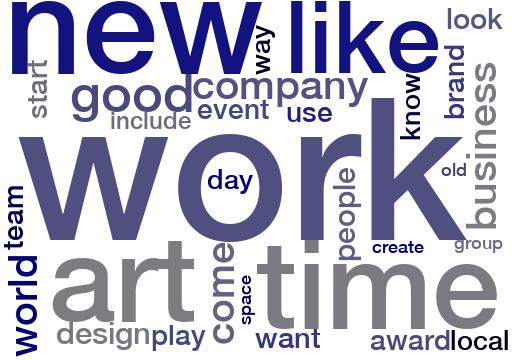 new like way look
start good company know brand
include event use business
work day people old
team create group
world art come space time
design play want award local